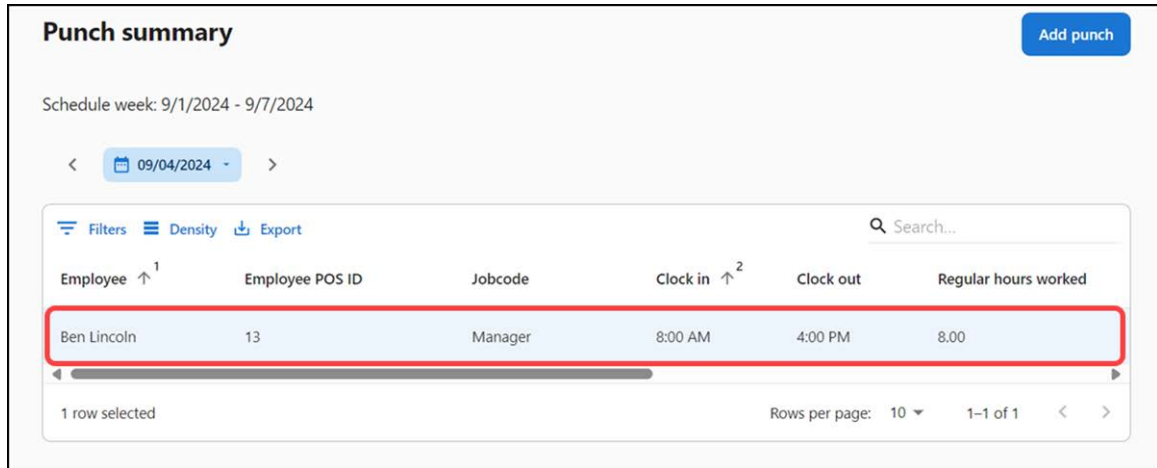 Punch summary
Add punch
Schedule week: 9/1/2024 - 9/7/2024
09/04/2024
Filters Density Export Search...
Employee 1 Employee POS ID Jobcode Clock in 2 Clock out Regular hours worked
Ben Lincoln 13 Manager 8:00 AM 4:00 PM 8.00
1 row selected Rows per page: 10 1–1 of 1